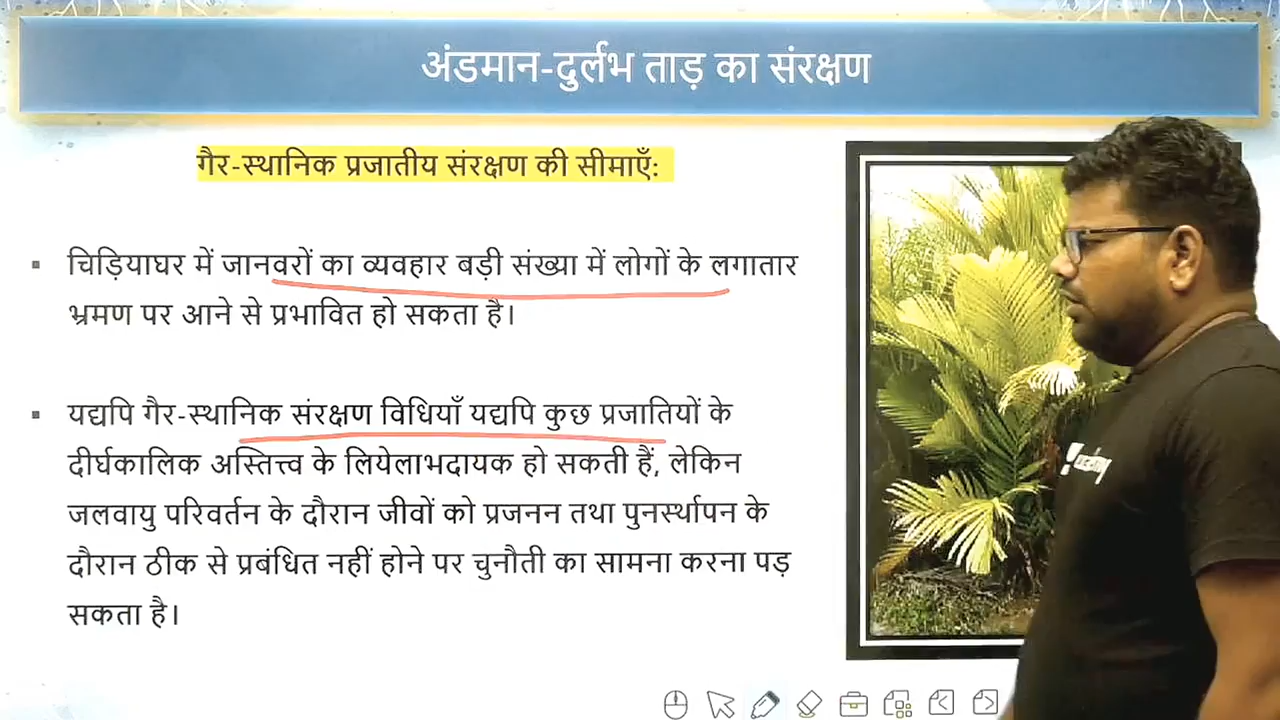 अंडमान-दुर्लभ ताड़ का संरक्षण
गैर-स्थानिक प्रजातीय संरक्षण की सीमाएँ:
▪ चिड़ियाघर में जानवरों का व्यवहार बड़ी संख्या में लोगों के लगातार
भ्रमण पर आने से प्रभावित हो सकता है।
▪ यद्यपि गैर-स्थानिक संरक्षण विधियाँ यद्यपि कुछ प्रजातियों के
दीर्घकालिक अस्तित्त्व के लियेलाभदायक हो सकती हैं, लेकिन
जलवायु परिवर्तन के दौरान जीवों को प्रजनन तथा पुनर्स्थापन के
दौरान ठीक से प्रबंधित नहीं होने पर चुनौती का सामना करना पड़
सकता है।